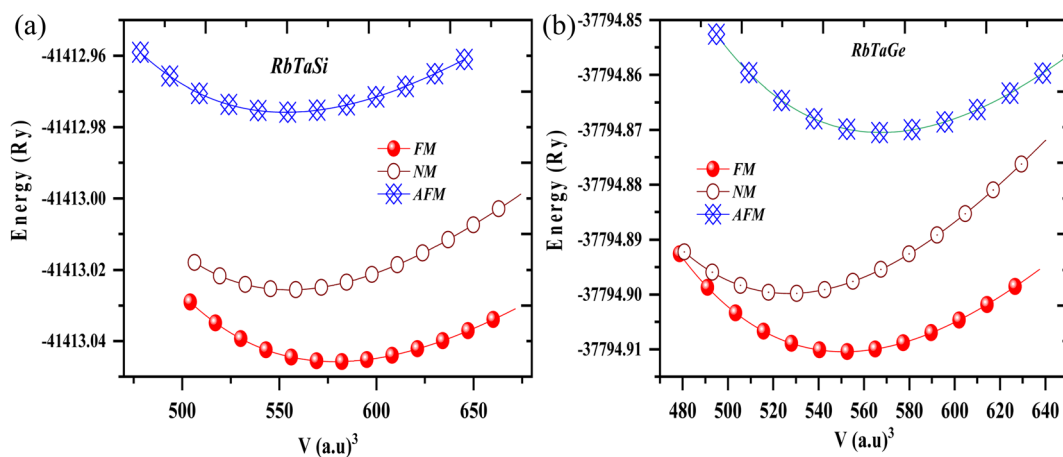 (a)
RbTaSi
-41412.96
-41412.98
-41413.00
-41413.02
-41413.04
Energy (Ry)
FM
NM
AFM
500 550 600 650
V (a.u)³
(b)
RbTaGe
-37794.85
-37794.86
-37794.87
-37794.88
-37794.89
-37794.90
-37794.91
Energy (Ry)
FM
NM
AFM
480 500 520 540 560 580 600 620 640
V (a.u)³